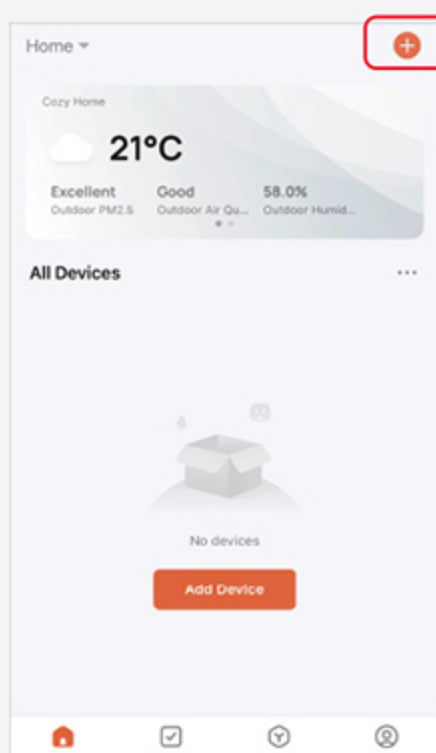 Home
Cozy Home
21°C
Excellent Good 58.0%
Outdoor PM2.5 Outdoor Air Qu... Outdoor Humid...
All Devices
No devices
Add Device